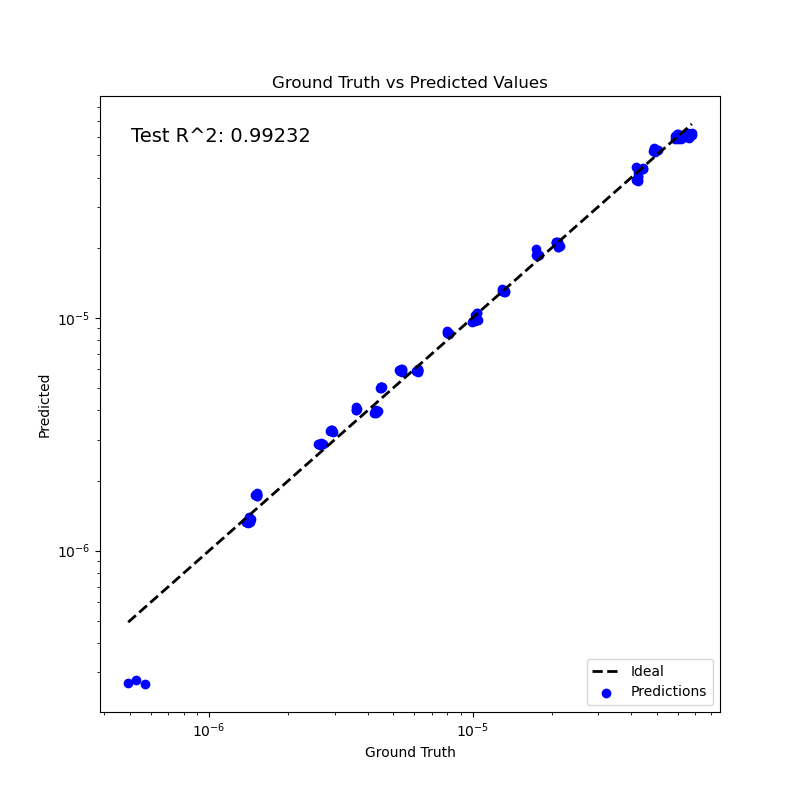 Ground Truth vs Predicted Values
Test R^2: 0.99232
10⁻⁵
10⁻⁶
Predicted
10⁻⁶
10⁻⁵
Ground Truth
Ideal
Predictions